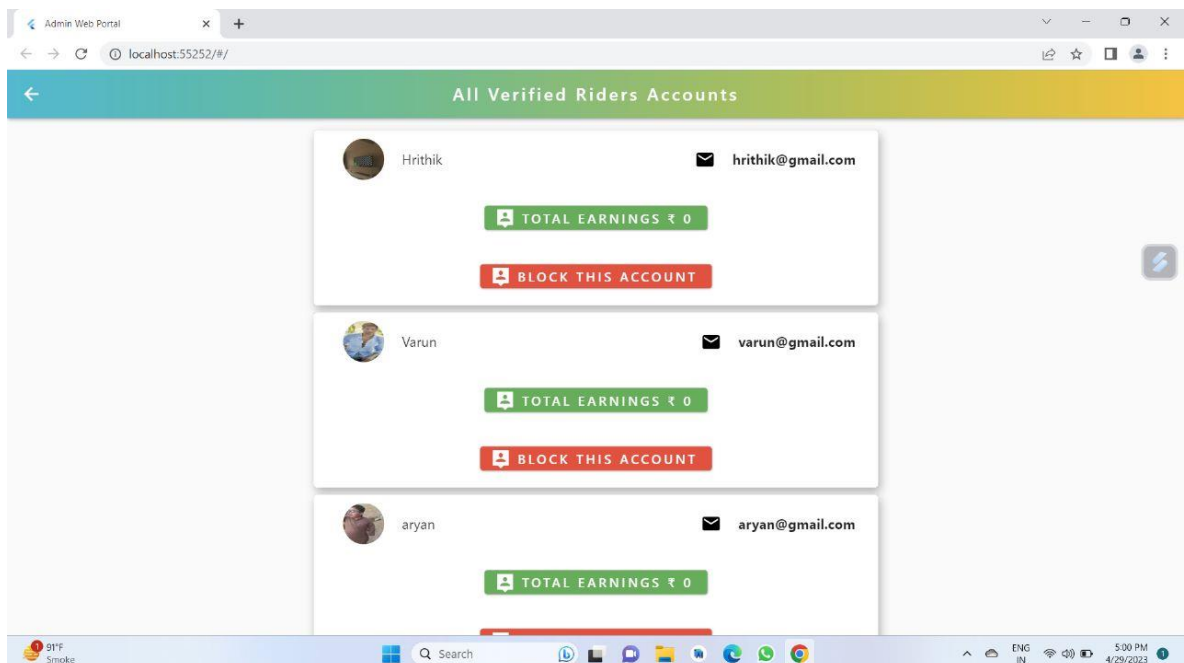 Admin Web Portal
localhost:55252/#/
All Verified Riders Accounts
Hrithik hrithik@gmail.com
TOTAL EARNINGS ₹ 0
BLOCK THIS ACCOUNT
Varun varun@gmail.com
TOTAL EARNINGS ₹ 0
BLOCK THIS ACCOUNT
aryan aryan@gmail.com
TOTAL EARNINGS ₹ 0
1 91°F
Smoke
Search
ENG
IN
5:00 PM
4/29/2023
1